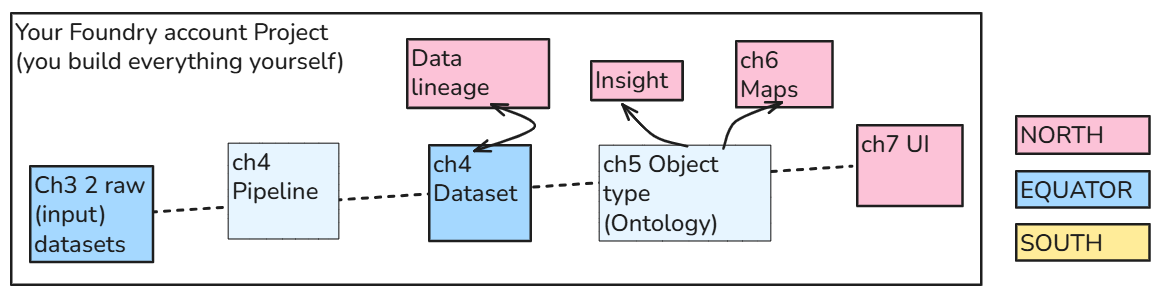 Your Foundry account Project
(you build everything yourself)
Data
lineage
Insight
ch6
Maps
Ch3 2 raw
(input)
datasets
ch4
Pipeline
ch4
Dataset
ch5 Object
type
(Ontology)
ch7 UI
NORTH
EQUATOR
SOUTH